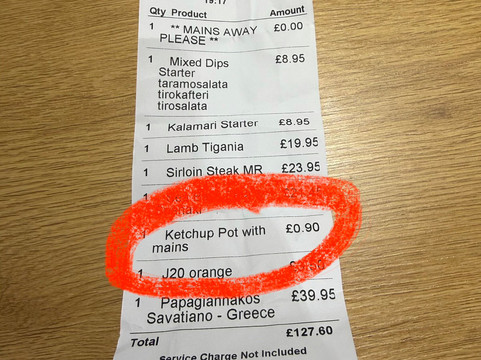 19:17
Qty Product Amount
1 ** MAINS AWAY £0.00
PLEASE **
1 Mixed Dips £8.95
Starter
taramosalata
tirokafteri
tirosalata
1 Kalamari Starter £8.95
1 Lamb Tigania £19.95
1 Sirloin Steak MR £23.95
1 Ketchup Pot with £0.90
mains
1 J20 orange
1 Papagiannakos £39.95
Savatiano - Greece
Total £127.60
Service Charge Not Included